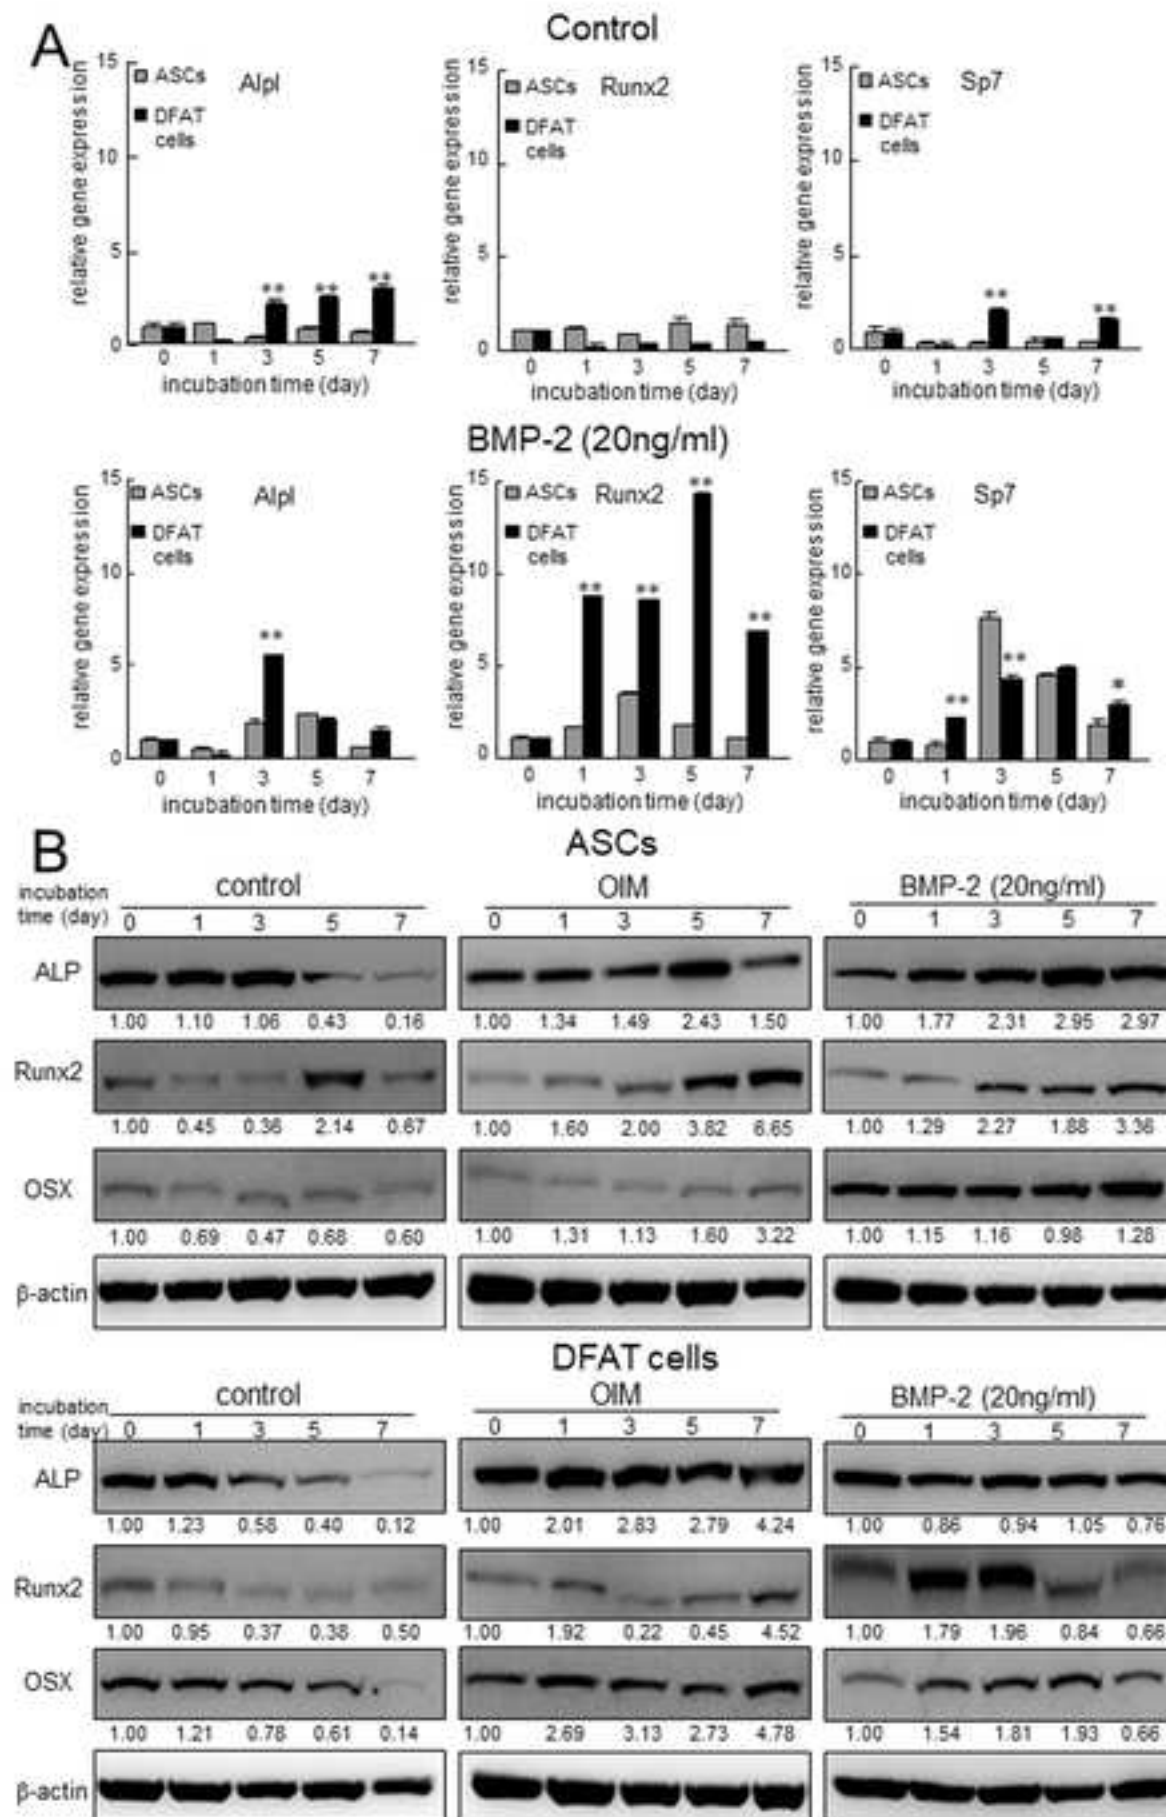 A
Control
15
10
5
0
relative gene expression
ASCs
DFAT
cells
Alpl
** ** **
0 1 3 5 7
incubation time (day)
15
10
5
0
relative gene expression
ASCs
DFAT
cells
Runx2
0 1 3 5 7
incubation time (day)
15
10
5
0
relative gene expression
ASCs
DFAT
cells
Sp7
** **
0 1 3 5 7
incubation time (day)
BMP-2 (20ng/ml)
15
10
5
0
relative gene expression
ASCs
DFAT
cells
Alpl
**
0 1 3 5 7
incubation time (day)
15
10
5
0
relative gene expression
ASCs
DFAT
cells
Runx2
** ** ** **
0 1 3 5 7
incubation time (day)
15
10
5
0
relative gene expression
ASCs
DFAT
cells
Sp7
** ** *
0 1 3 5 7
incubation time (day)
B
ASCs
control OIM BMP-2 (20ng/ml)
incubation
time (day) 0 1 3 5 7 0 1 3 5 7 0 1 3 5 7
ALP
1.00 1.10 1.06 0.43 0.16 1.00 1.34 1.49 2.43 1.50 1.00 1.77 2.31 2.95 2.97
Runx2
1.00 0.45 0.36 2.14 0.67 1.00 1.60 2.00 3.82 6.65 1.00 1.29 2.27 1.88 3.36
OSX
1.00 0.69 0.47 0.68 0.60 1.00 1.31 1.13 1.60 3.22 1.00 1.15 1.16 0.98 1.28
β-actin
DFAT cells
control OIM BMP-2 (20ng/ml)
incubation
time (day) 0 1 3 5 7 0 1 3 5 7 0 1 3 5 7
ALP
1.00 1.23 0.58 0.40 0.12 1.00 2.01 2.83 2.79 4.24 1.00 0.86 0.94 1.05 0.76
Runx2
1.00 0.95 0.37 0.38 0.50 1.00 1.92 0.22 0.45 4.52 1.00 1.79 1.96 0.84 0.66
OSX
1.00 1.21 0.78 0.61 0.14 1.00 2.69 3.13 2.73 4.78 1.00 1.54 1.81 1.93 0.66
β-actin